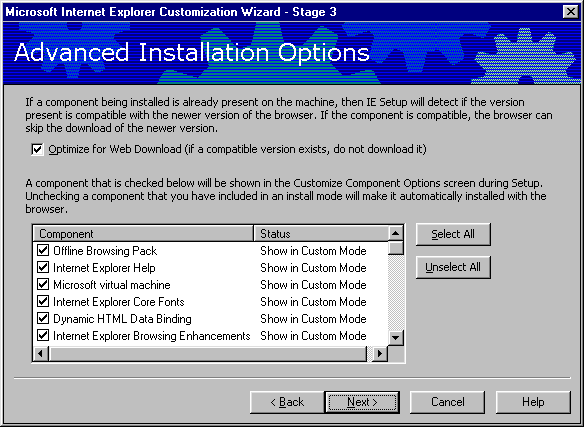 Microsoft Internet Explorer Customization Wizard - Stage 3
Advanced Installation Options
If a component being installed is already present on the machine, then IE Setup will detect if the version
present is compatible with the newer version of the browser. If the component is compatible, the browser can
skip the download of the newer version.
Optimize for Web Download (if a compatible version exists, do not download it)
A component that is checked below will be shown in the Customize Component Options screen during Setup.
Unchecking a component that you have included in an install mode will make it automatically installed with the
browser.
Component Status
Offline Browsing Pack Show in Custom Mode
Internet Explorer Help Show in Custom Mode
Microsoft virtual machine Show in Custom Mode
Internet Explorer Core Fonts Show in Custom Mode
Dynamic HTML Data Binding Show in Custom Mode
Internet Explorer Browsing Enhancements Show in Custom Mode
Select All
Unselect All
< Back Next > Cancel Help